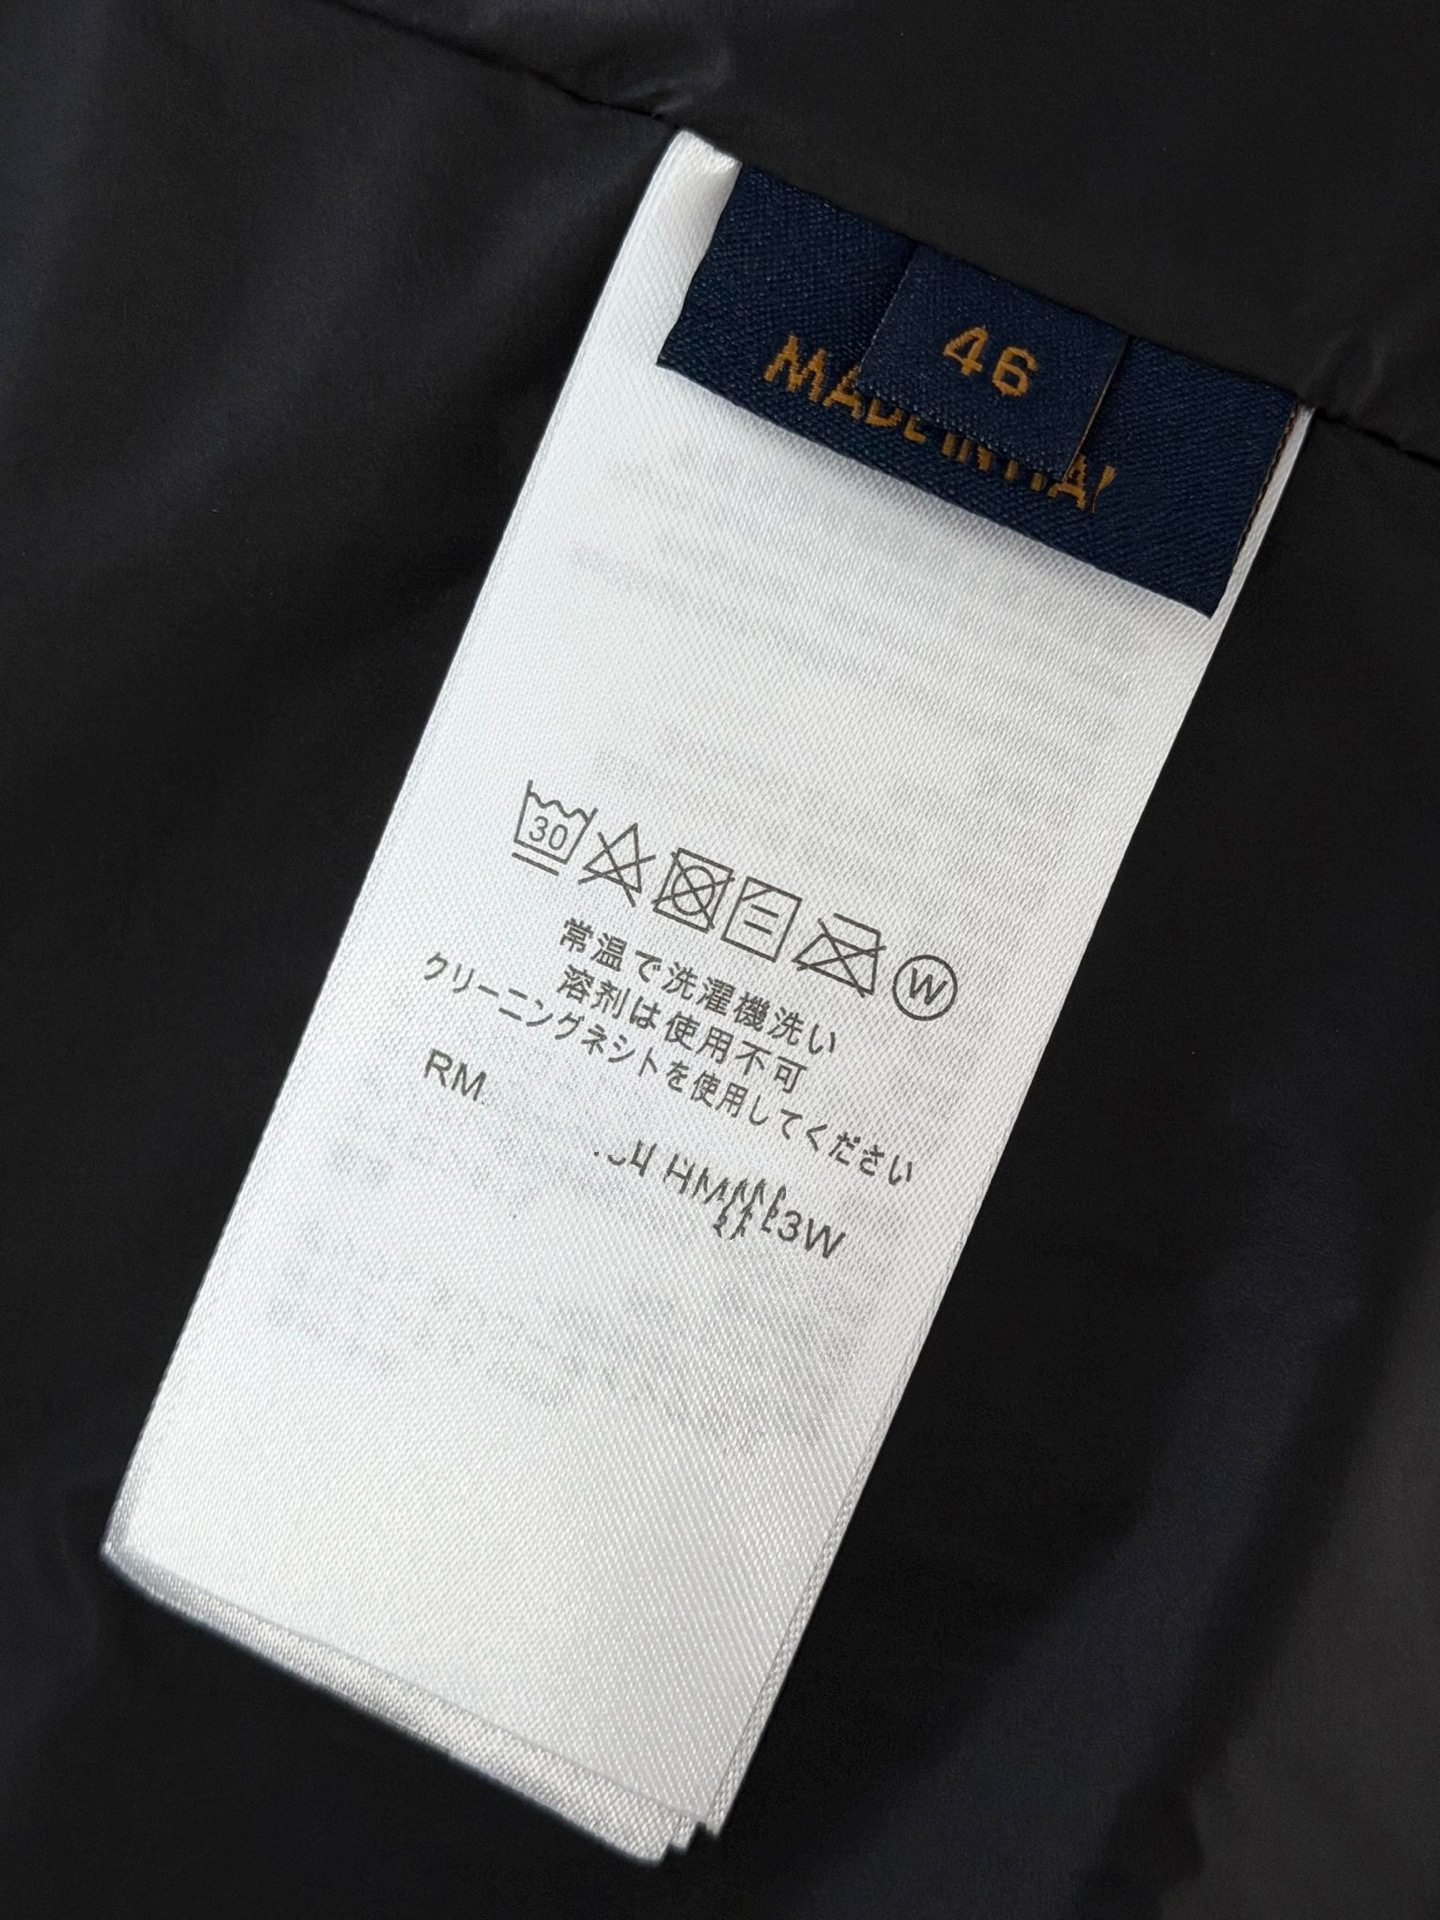 46
MADE IN ITALY
30
W
常温で洗濯機洗い
溶剤は使用不可
クリーニングネットを使用してください
RM
3W